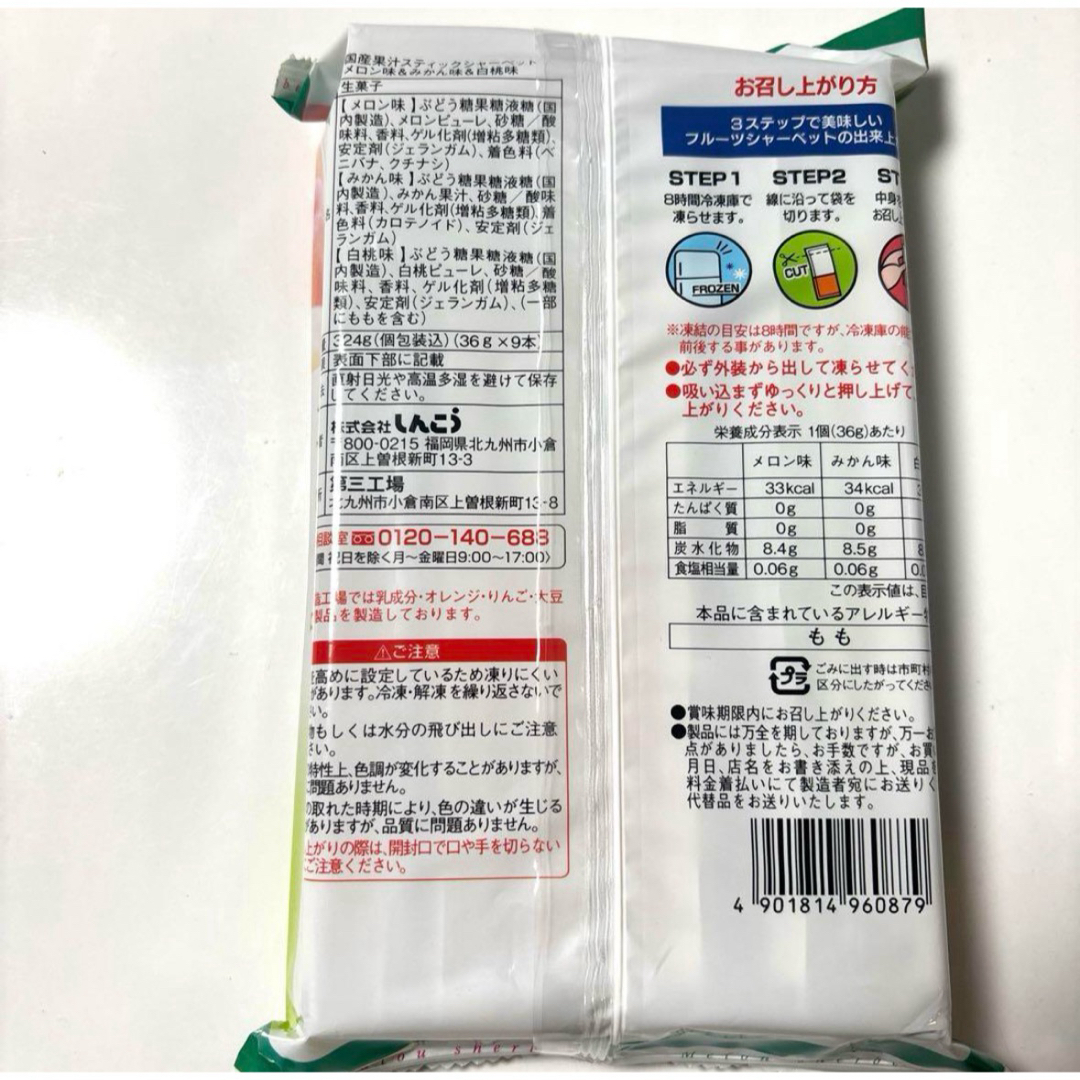 国産果汁スティックシャーベット
メロン味&みかん味&白桃味
生菓子
【メロン味】ぶどう糖果糖液糖(国
内製造)、メロンピューレ、砂糖／酸
味料、香料、ゲル化剤(増粘多糖類)、
安定剤(ジェランガム)、着色料(ベ
ニバナ、クチナシ)
【みかん味】ぶどう糖果糖液糖(国
内製造)、みかん果汁、砂糖／酸味
料、香料、ゲル化剤(増粘多糖類)、着
色料(カロテノイド)、安定剤(ジェ
ランガム)
【白桃味】ぶどう糖果糖液糖(国
内製造)、白桃ピューレ、砂糖／酸
味料、香料、ゲル化剤(増粘多糖
類)、安定剤(ジェランガム)、(一部
にももを含む)
324g(個包装込)(36g×9本)
表面下部に記載
直射日光や高温多湿を避けて保存
してください。
株式会社しんこう
〒800-0215 福岡県北九州市小倉
南区上曽根新町13-3
第三工場
北九州市小倉南区上曽根新町13-8
室 0120-140-688
祝日を除く月〜金曜日9:00〜17:00)
場では乳成分・オレンジ・りんご・大豆
製品を製造しております。
⚠ご注意
高めに設定しているため凍りにくい
があります。冷凍・解凍を繰り返さないで
い。
物もしくは水分の飛び出しにご注意
さい。
特性上、色調が変化することがありますが、
問題ありません。
の取れた時期により、色の違いが生じる
がありますが、品質に問題ありません。
上がりの際は、開封口で口や手を切らない
ご注意ください。
お召し上がり方
3ステップで美味しい
フルーツシャーベットの出来上
STEP1 STEP2 ST
8時間冷凍庫で 線に沿って袋を 中身を
凍らせます。 切ります。 お召し上
FROZEN CUT
※凍結の目安は8時間ですが、冷凍庫の
前後する事があります。
●必ず外装から出して凍らせてく
●吸い込まずゆっくりと押し上げて、
上がりください。
栄養成分表示 1個(36g)あたり
メロン味 みかん味 白
エネルギー 33kcal 34kcal
たんぱく質 0g 0g
脂質 0g 0g
炭水化物 8.4g 8.5g 8
食塩相当量 0.06g 0.06g 0.0
この表示値は、目
本品に含まれているアレルギー
もも
プラ ごみに出す時は市町村
区分にしたがってくださ
●賞味期限内にお召し上がりください。
●製品には万全を期しておりますが、万一お
点がありましたら、お手数ですが、お買
月日、店名をお書き添えの上、現品を
料金着払いにて製造者宛にお送りく
代替品をお送りいたします。
4 901814 960879